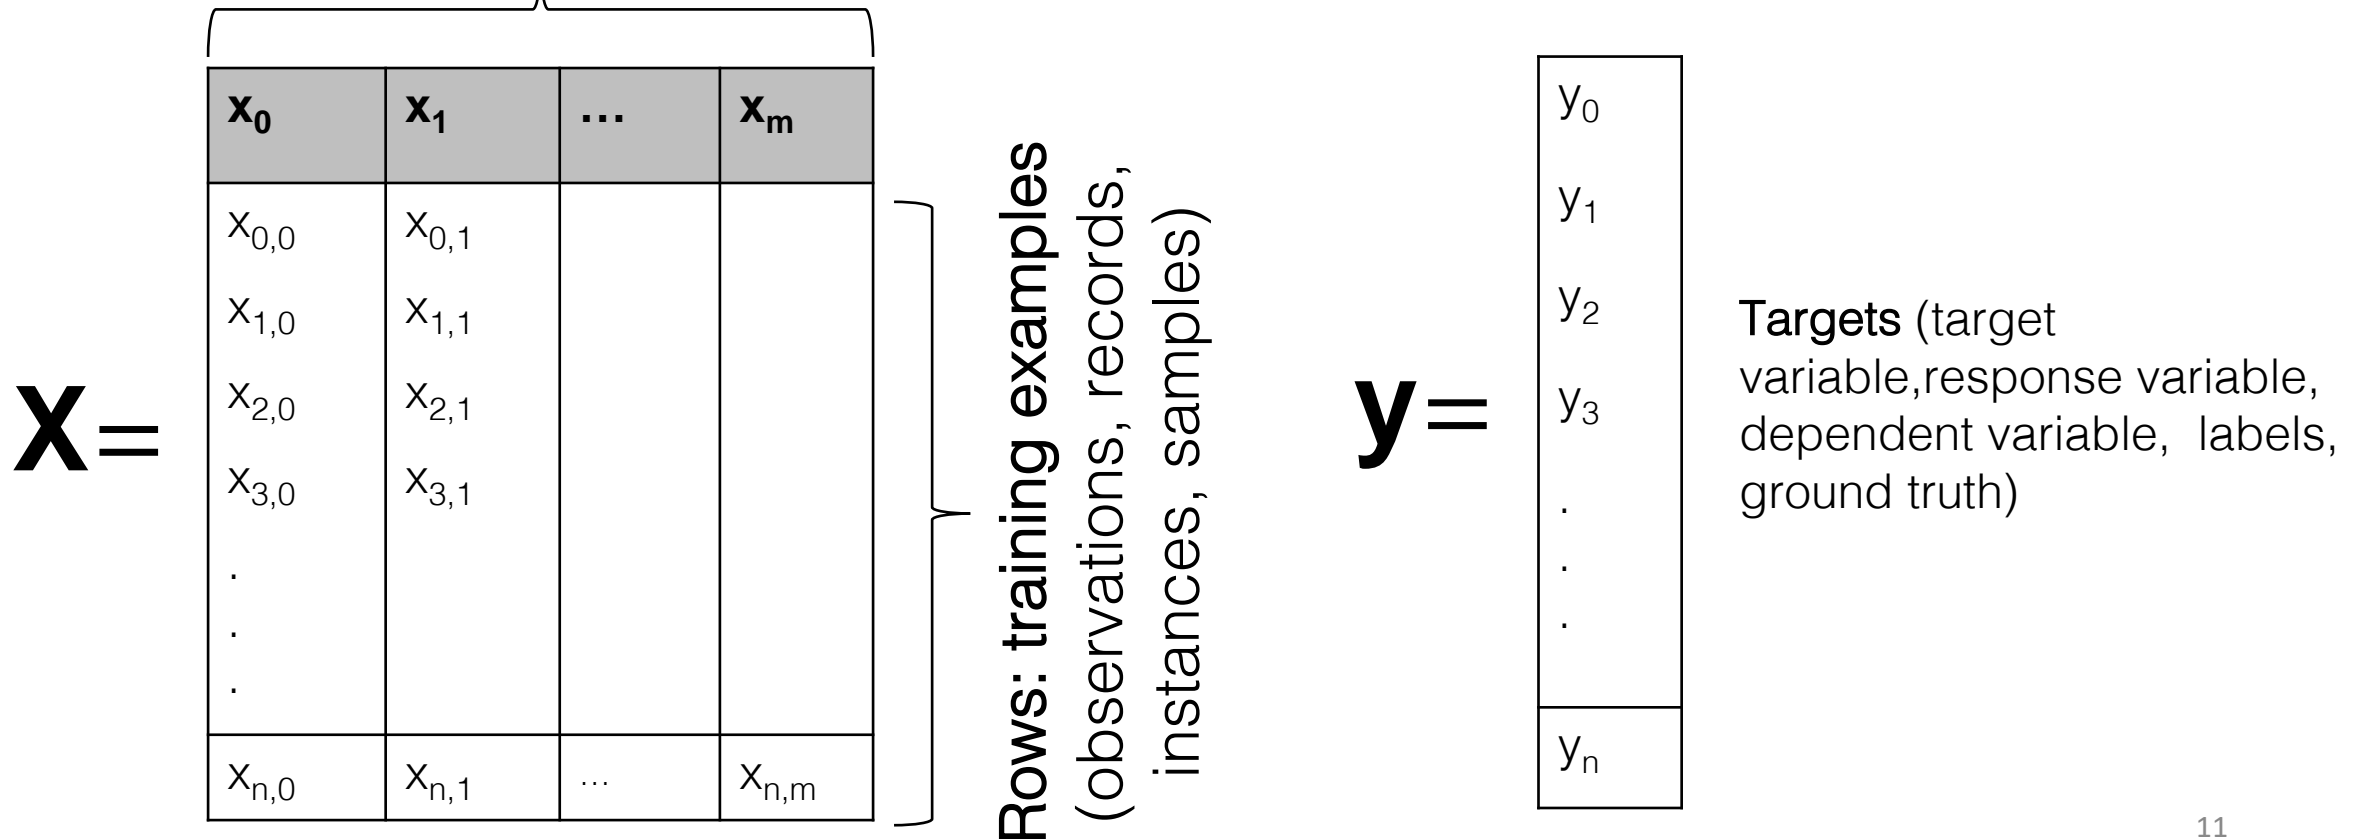 X=
x0 x1 … xm
x0,0 x0,1
x1,0 x1,1
x2,0 x2,1
x3,0 x3,1
.
.
.
xn,0 xn,1 … xn,m
Rows: training examples
(observations, records,
instances, samples)
y=
y0
y1
y2
y3
.
.
.
yn
Targets (target
variable,response variable,
dependent variable, labels,
ground truth)
11